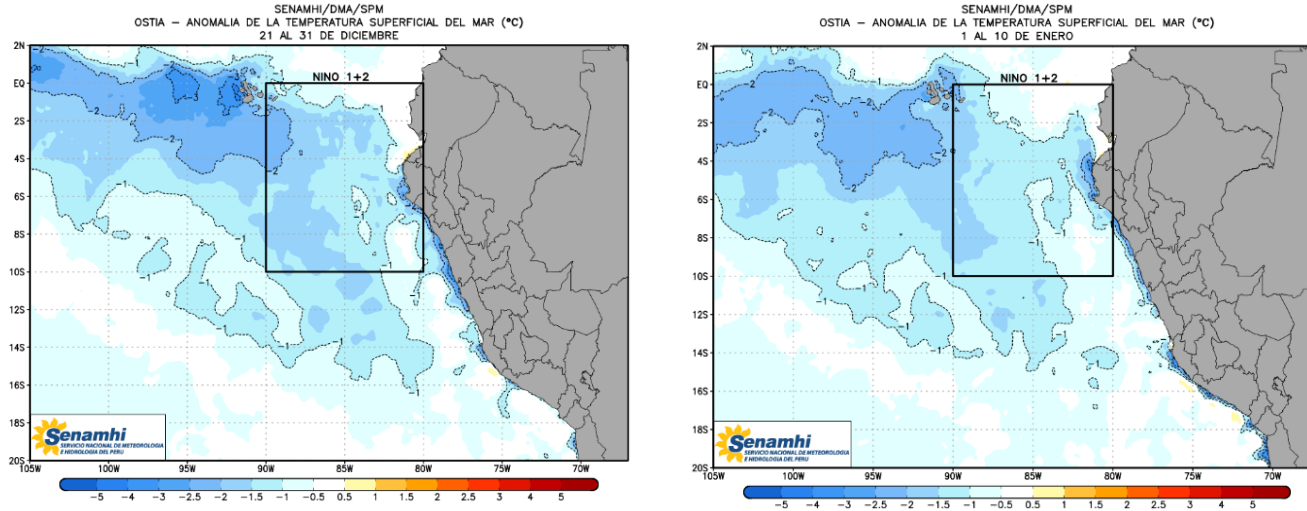 SENAMHI/DMA/SPM
OSTIA – ANOMALIA DE LA TEMPERATURA SUPERFICIAL DEL MAR (°C)
21 AL 31 DE DICIEMBRE
NINO 1+2
2N
EQ
2S
4S
6S
8S
10S
12S
14S
16S
18S
20S
Senamhi
SERVICIO NACIONAL DE METEOROLOGIA
E HIDROLOGIA DEL PERU
105W 100W 95W 90W 85W 80W 75W 70W
−5 −4 −3 −2.5 −1.5 −1 −0.5 0.5 1 1.5 2 3 4 5
SENAMHI/DMA/SPM
OSTIA – ANOMALIA DE LA TEMPERATURA SUPERFICIAL DEL MAR (°C)
1 AL 10 DE ENERO
NINO 1+2
2N
EQ
2S
4S
6S
8S
10S
12S
14S
16S
18S
20S
Senamhi
SERVICIO NACIONAL DE METEOROLOGIA
E HIDROLOGIA DEL PERU
105W 100W 95W 90W 85W 80W 75W 70W
−5 −4 −3 −2.5 −2 −1.5 −1 −0.5 0.5 1 1.5 2 2.5 3 4 5